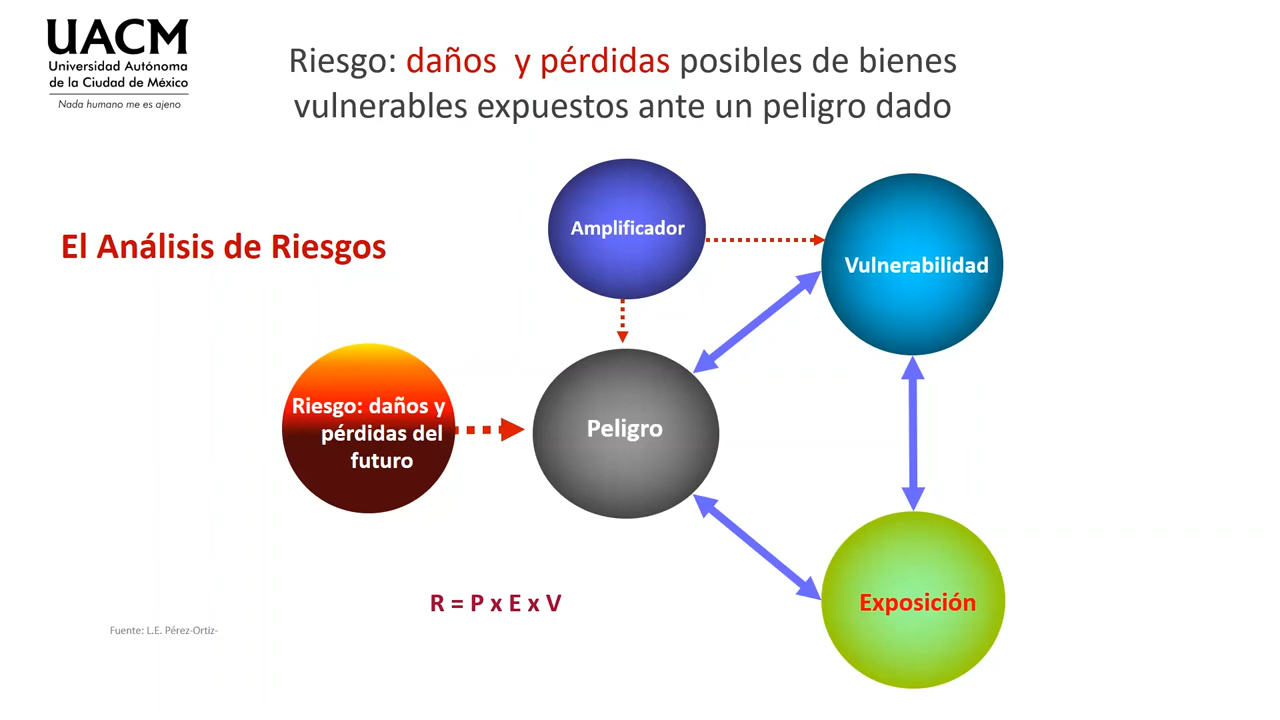 UACM
Universidad Autónoma
de la Ciudad de México
Nada humano me es ajeno
Riesgo: daños y pérdidas posibles de bienes
vulnerables expuestos ante un peligro dado
El Análisis de Riesgos
Amplificador
Vulnerabilidad
Riesgo: daños y
pérdidas del
futuro
Peligro
Exposición
R = P x E x V
Fuente: L.E. Pérez-Ortiz-